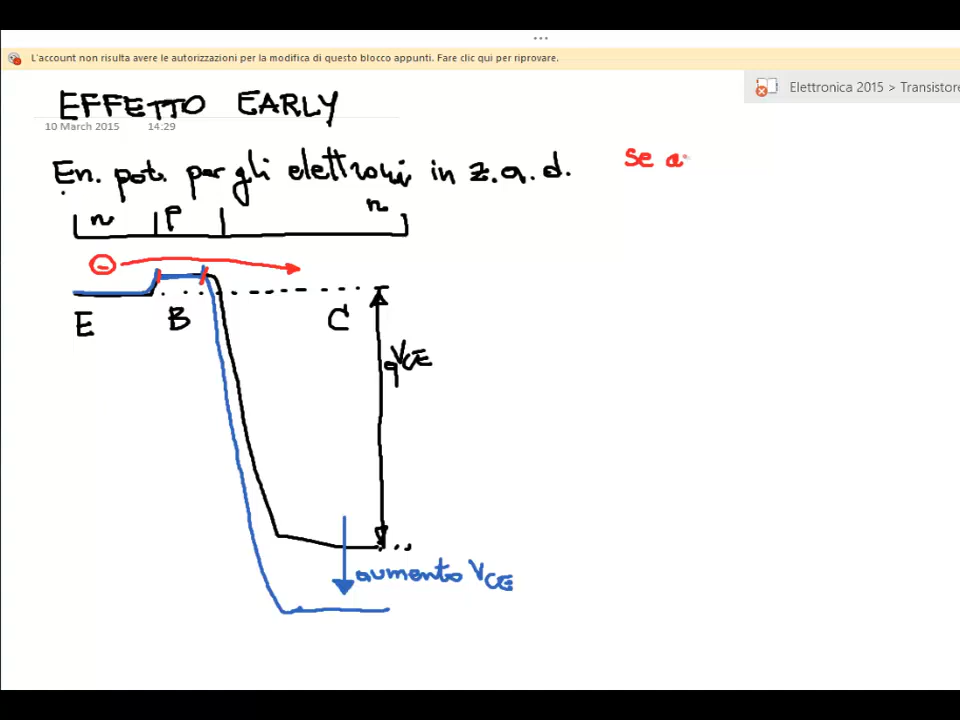 L'account non risulta avere le autorizzazioni per la modifica di questo blocco appunti. Fare clic qui per riprovare.
Elettronica 2015 > Transistore
EFFETTO EARLY
10 March 2015 14:29
En. pot. per gli elettroni in z.a.d.
se a
n p n
E B C
qVCE
aumento VCE